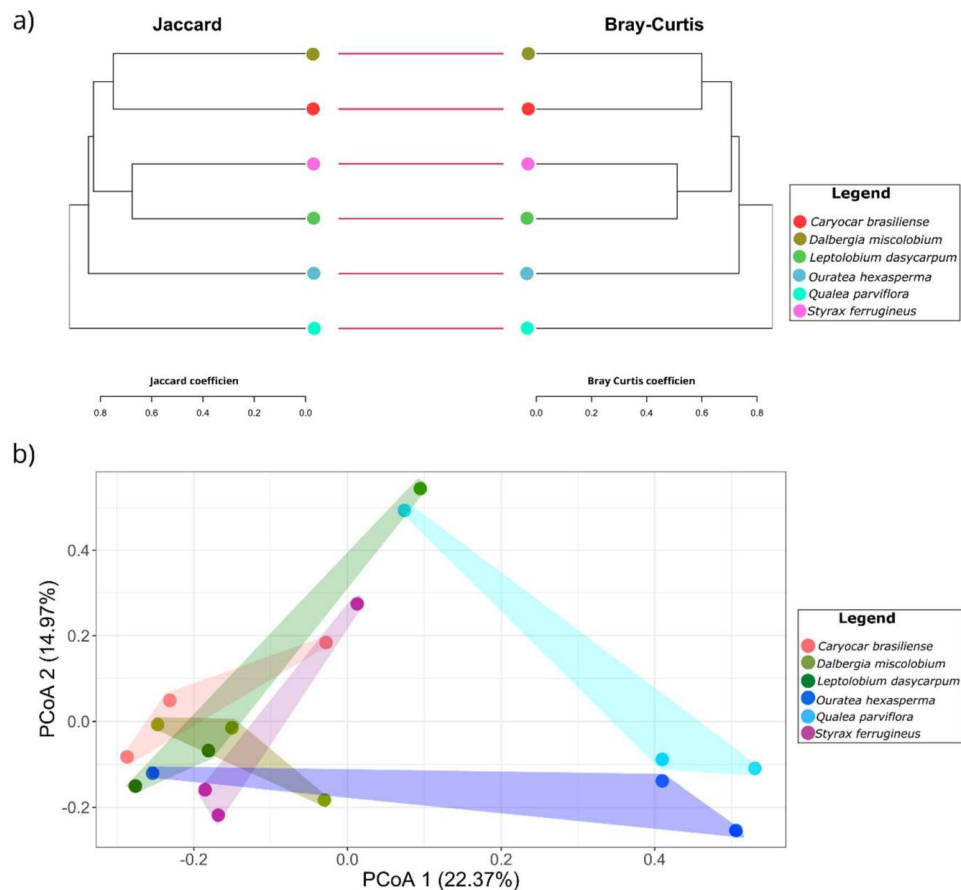 a)
Jaccard
Bray-Curtis
Legend
Caryocar brasiliense
Dalbergia miscolobium
Leptolobium dasycarpum
Ouratea hexasperma
Qualea parviflora
Styrax ferrugineus
Jaccard coefficien
0.8 0.6 0.4 0.2 0.0
Bray Curtis coefficien
0.0 0.2 0.4 0.6 0.8
b)
PCoA 2 (14.97%)
0.4
0.2
0.0
-0.2
-0.2 0.0 0.2 0.4
PCoA 1 (22.37%)
Legend
Caryocar brasiliense
Dalbergia miscolobium
Leptolobium dasycarpum
Ouratea hexasperma
Qualea parviflora
Styrax ferrugineus